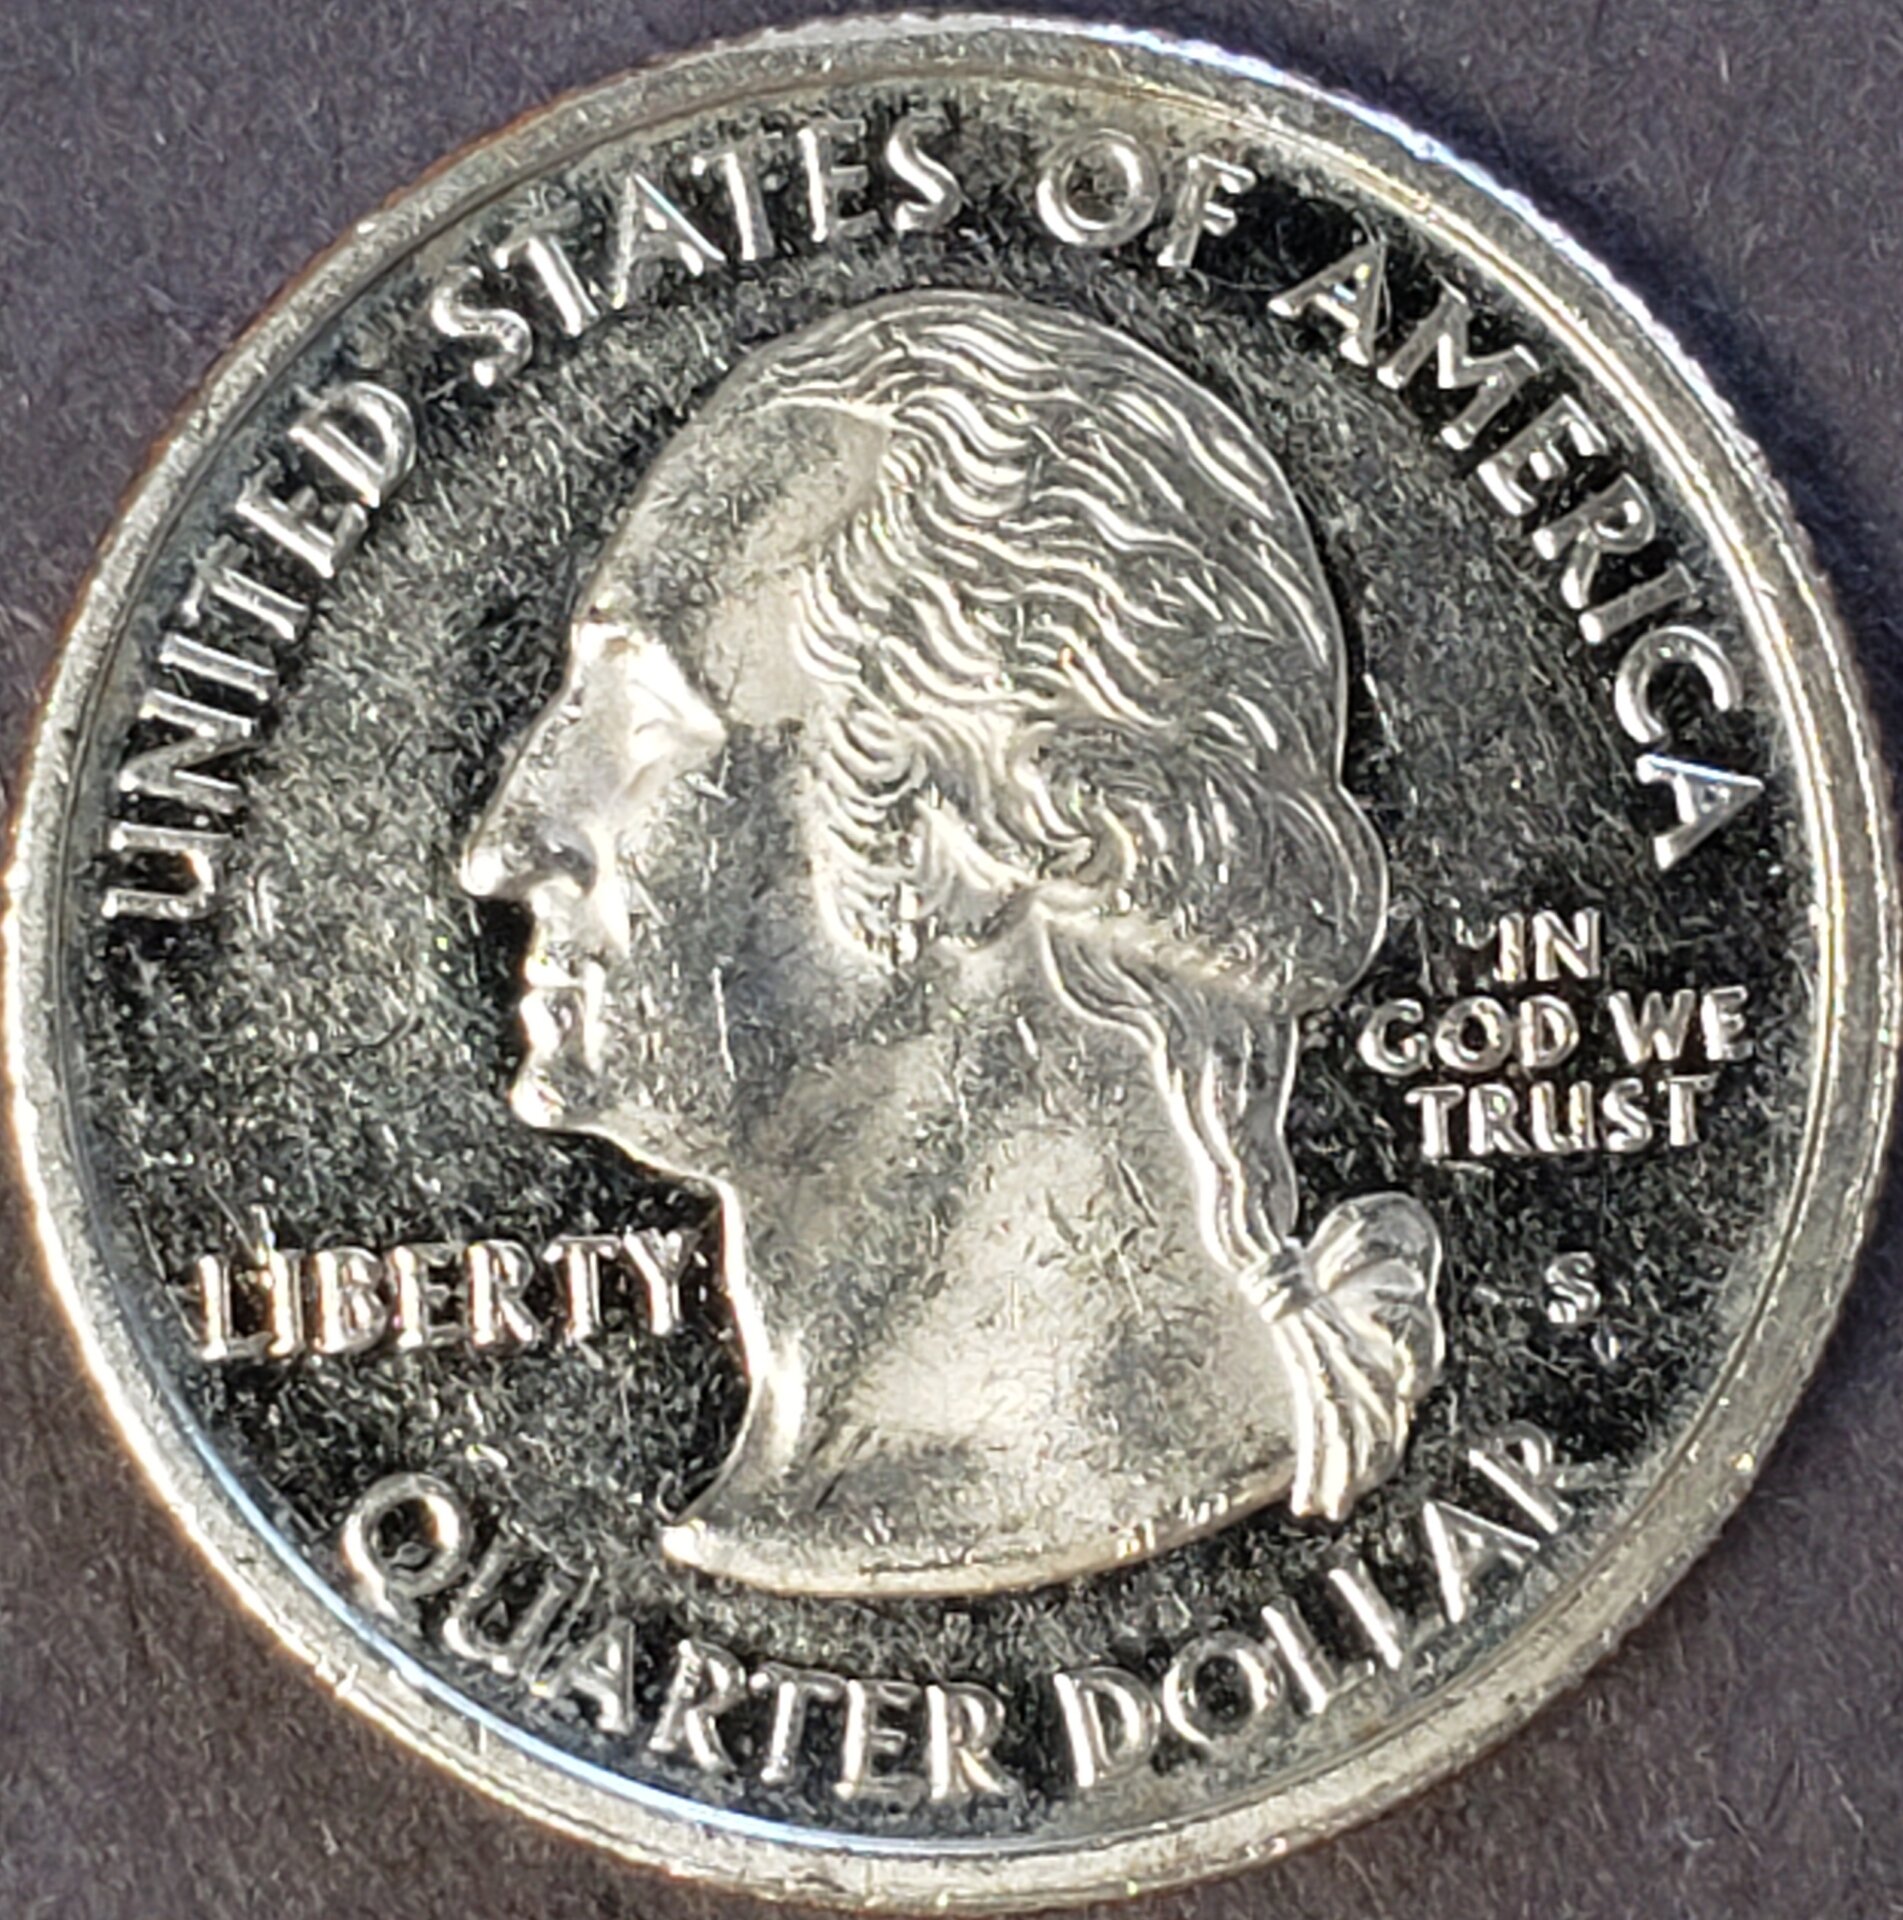 UNITED STATES OF AMERICA
IN
GOD WE
TRUST
LIBERTY
S
QUARTER DOLLAR